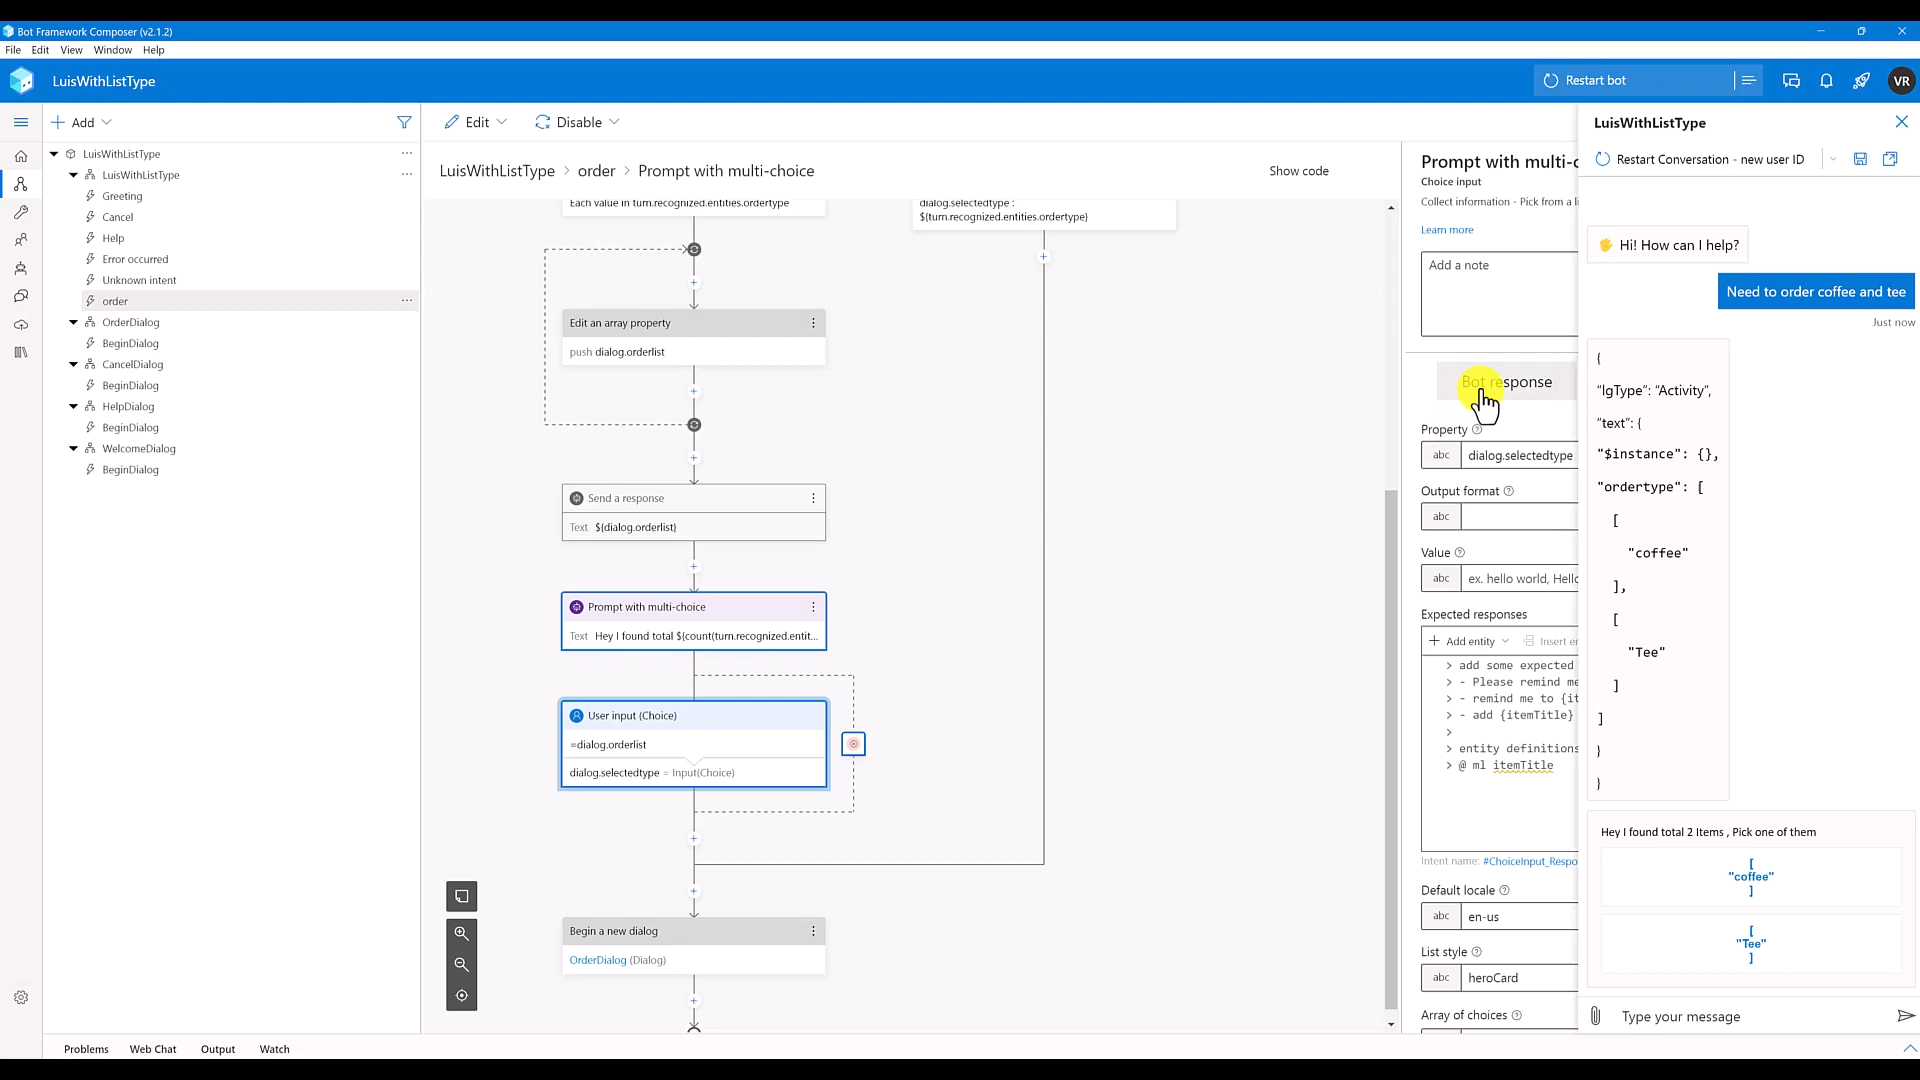 Bot Framework Composer (v2.1.2)
File Edit View Window Help
LuisWithListType
Restart bot
VR
Add
Edit
Disable
LuisWithListType
LuisWithListType
Greeting
Cancel
Help
Error occurred
Unknown intent
order
OrderDialog
BeginDialog
CancelDialog
BeginDialog
HelpDialog
BeginDialog
WelcomeDialog
BeginDialog
LuisWithListType > order > Prompt with multi-choice
Show code
Each value in turn.recognized.entities.ordertype
dialog.selectedtype :
${turn.recognized.entities.ordertype}
Edit an array property
push dialog.orderlist
Send a response
Text ${dialog.orderlist}
Prompt with multi-choice
Text Hey I found total ${count(turn.recognized.entit...
User input (Choice)
=dialog.orderlist
dialog.selectedtype = Input(Choice)
Begin a new dialog
OrderDialog (Dialog)
Prompt with multi-c
Choice input
Collect information - Pick from a li
Learn more
Add a note
Bot response
Property
abc dialog.selectedtype
Output format
abc
Value
abc ex. hello world, Hello
Expected responses
Add entity Insert en
> add some expected
> - Please remind me
> - remind me to {it
> - add {itemTitle}
>
> entity definitions
> @ ml itemTitle
Intent name: #ChoiceInput_Respo
Default locale
abc en-us
List style
abc heroCard
Array of choices
LuisWithListType
Restart Conversation - new user ID
Hi! How can I help?
Need to order coffee and tee
Just now
{
"lgType": "Activity",
"text": {
"$instance": {},
"ordertype": [
[
"coffee"
],
[
"Tee"
]
]
}
}
Hey I found total 2 Items , Pick one of them
[
"coffee"
]
[
"Tee"
]
Type your message
Problems Web Chat Output Watch